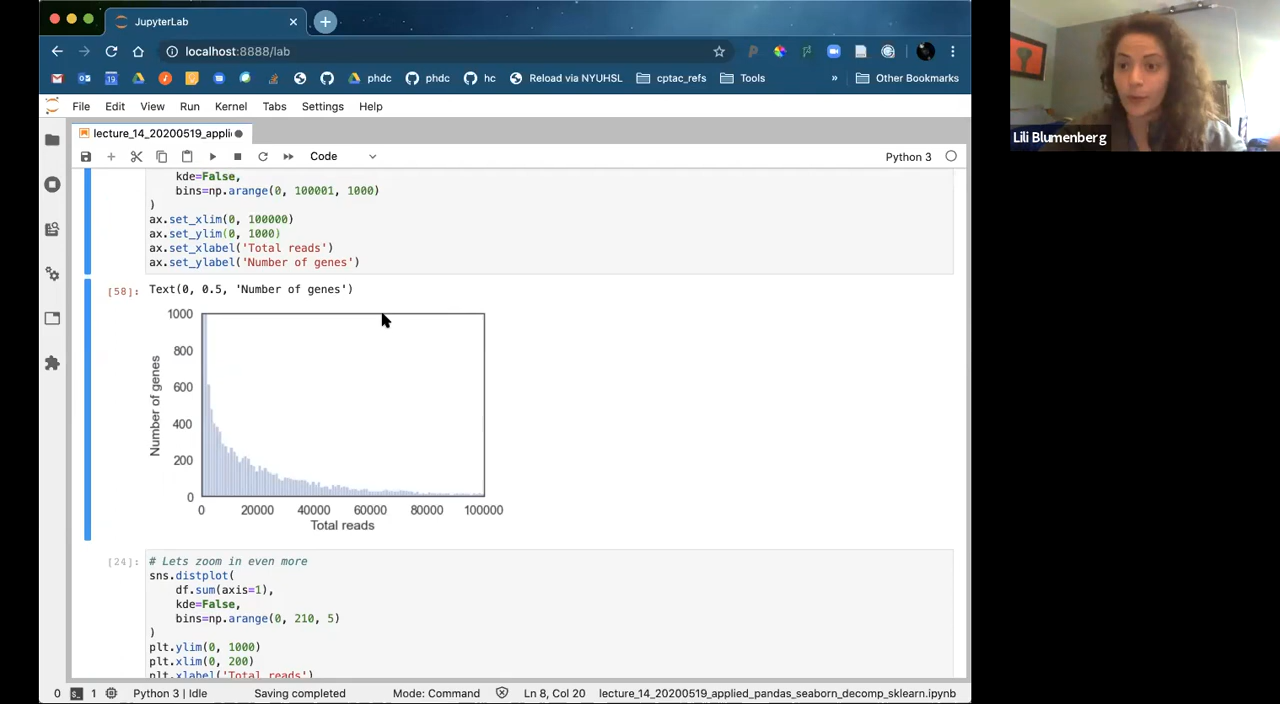 JupyterLab
localhost:8888/lab
phdc phdc hc Reload via NYUHSL cptac_refs Tools » Other Bookmarks
File Edit View Run Kernel Tabs Settings Help
lecture_14_20200519_appli
Code Python 3
kde=False,
bins=np.arange(0, 100001, 1000)
)
ax.set_xlim(0, 100000)
ax.set_ylim(0, 1000)
ax.set_xlabel('Total reads')
ax.set_ylabel('Number of genes')
[58]: Text(0, 0.5, 'Number of genes')
1000
800
600
400
200
0
Number of genes
0 20000 40000 60000 80000 100000
Total reads
[24]: # Lets zoom in even more
sns.distplot(
df.sum(axis=1),
kde=False,
bins=np.arange(0, 210, 5)
)
plt.ylim(0, 1000)
plt.xlim(0, 200)
plt.xlabel('Total reads')
0 1 Python 3 | Idle Saving completed Mode: Command Ln 8, Col 20 lecture_14_20200519_applied_pandas_seaborn_decomp_sklearn.ipynb
Lili Blumenberg